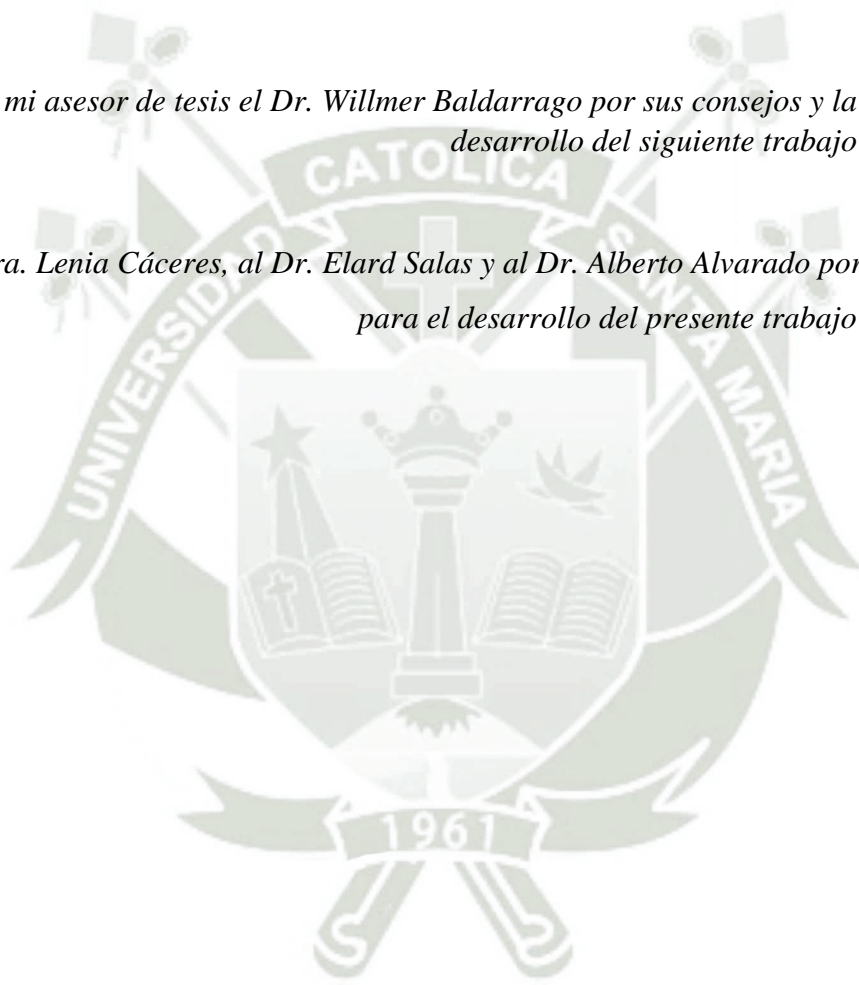 mi asesor de tesis el Dr. Willmer Baldarrago por sus consejos y la
desarrollo del siguiente trabajo
ra. Lenia Cáceres, al Dr. Elard Salas y al Dr. Alberto Alvarado por
para el desarrollo del presente trabajo
UNIVERSIDAD CATOLICA SANTA MARIA
1961